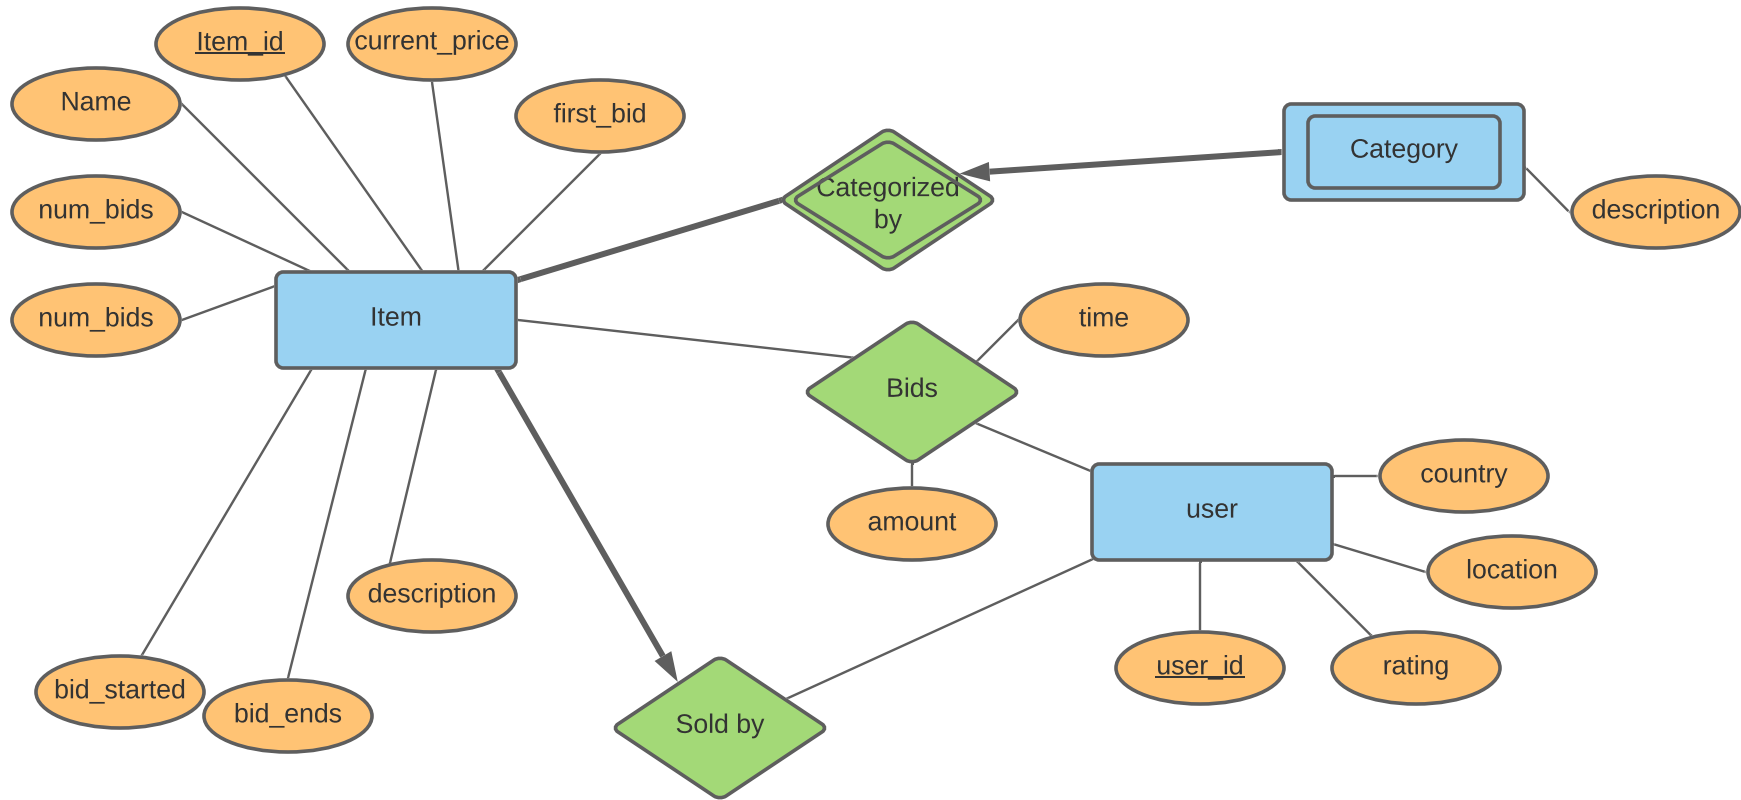 Item_id
current_price
Name
first_bid
Category
Categorized
by
description
num_bids
num_bids
Item
time
Bids
country
user
amount
location
description
user_id
rating
bid_started
bid_ends
Sold by